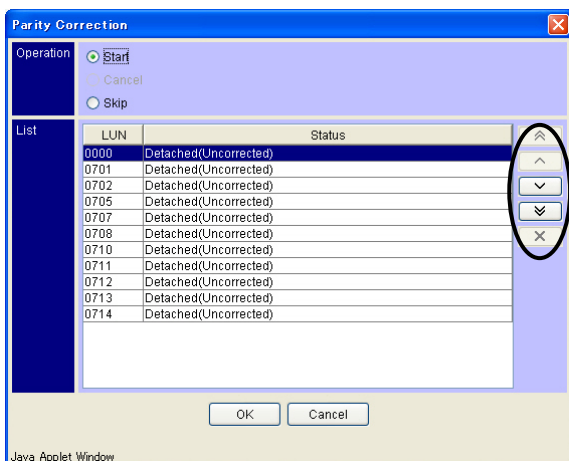 Parity Correction
Operation
Start
Cancel
Skip
List
LUN Status
0000 Detached(Uncorrected)
0701 Detached(Uncorrected)
0702 Detached(Uncorrected)
0705 Detached(Uncorrected)
0707 Detached(Uncorrected)
0708 Detached(Uncorrected)
0710 Detached(Uncorrected)
0711 Detached(Uncorrected)
0712 Detached(Uncorrected)
0713 Detached(Uncorrected)
0714 Detached(Uncorrected)
OK Cancel
Java Applet Window